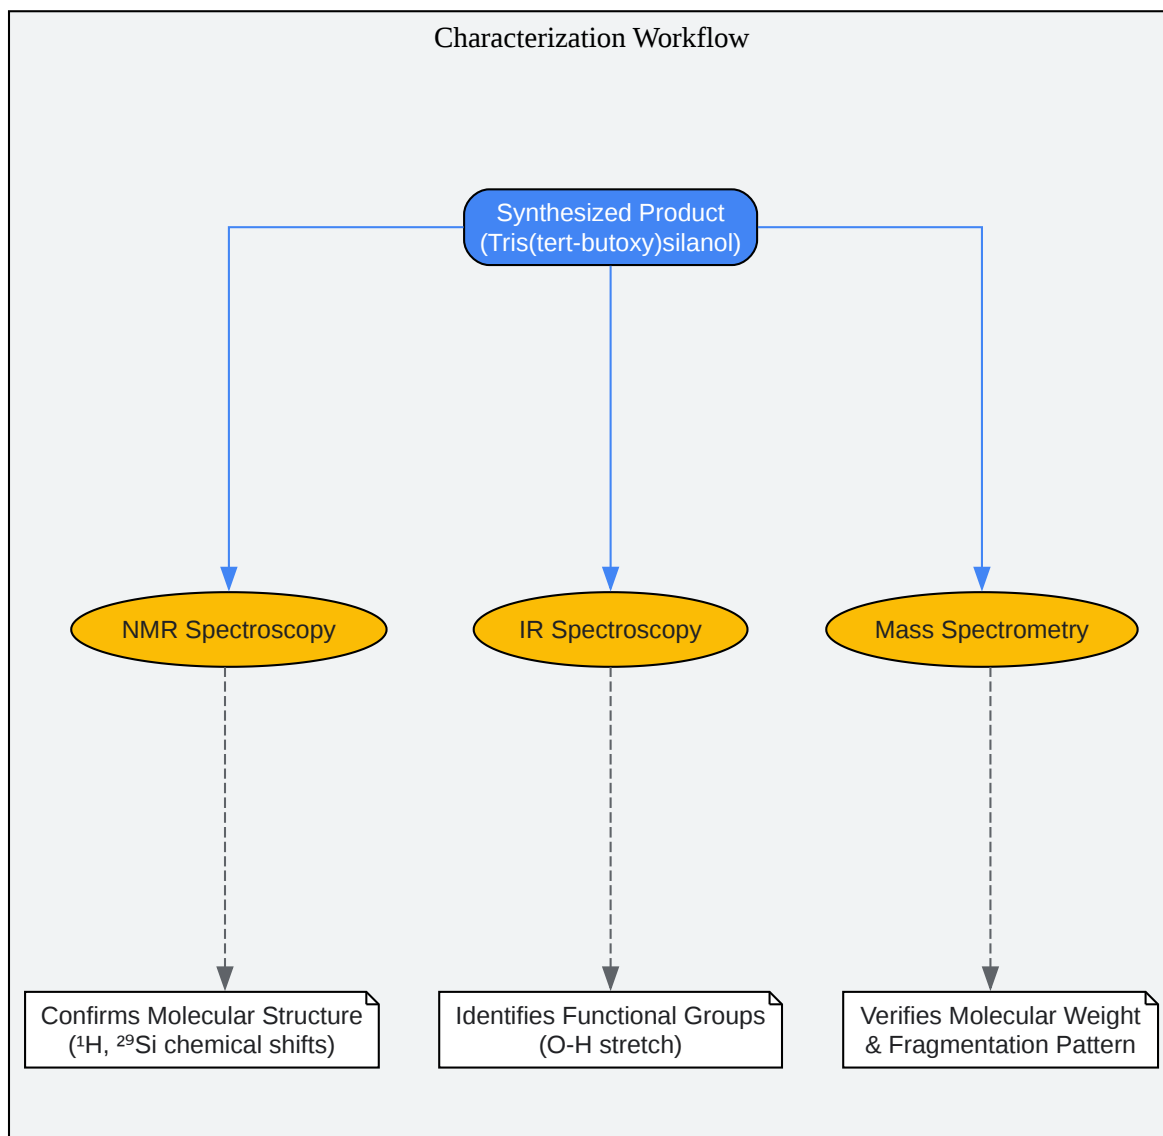 Characterization Workflow
Synthesized Product
(Tris(tert-butoxy)silanol)
NMR Spectroscopy
IR Spectroscopy
Mass Spectrometry
Confirms Molecular Structure
(¹H, ²⁹Si chemical shifts)
Identifies Functional Groups
(O-H stretch)
Verifies Molecular Weight
& Fragmentation Pattern